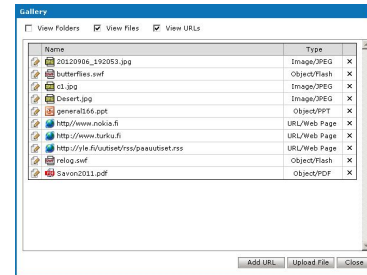 Gallery
View Folders View Files View URLs
Name Type
20120906_192053.jpg Image/JPEG X
butterflies.swf Object/Flash X
c1.jpg Image/JPEG X
Desert.jpg Image/JPEG X
general166.ppt Object/PPT X
http//www.nokia.fi URL/Web Page X
http://www.turku.fi URL/Web Page X
http://yle.fi/uutiset/rss/paauutiset.rss URL/Web Page X
relog.swf Object/Flash X
Savon2011.pdf Object/PDF X
Add URL Upload File Close